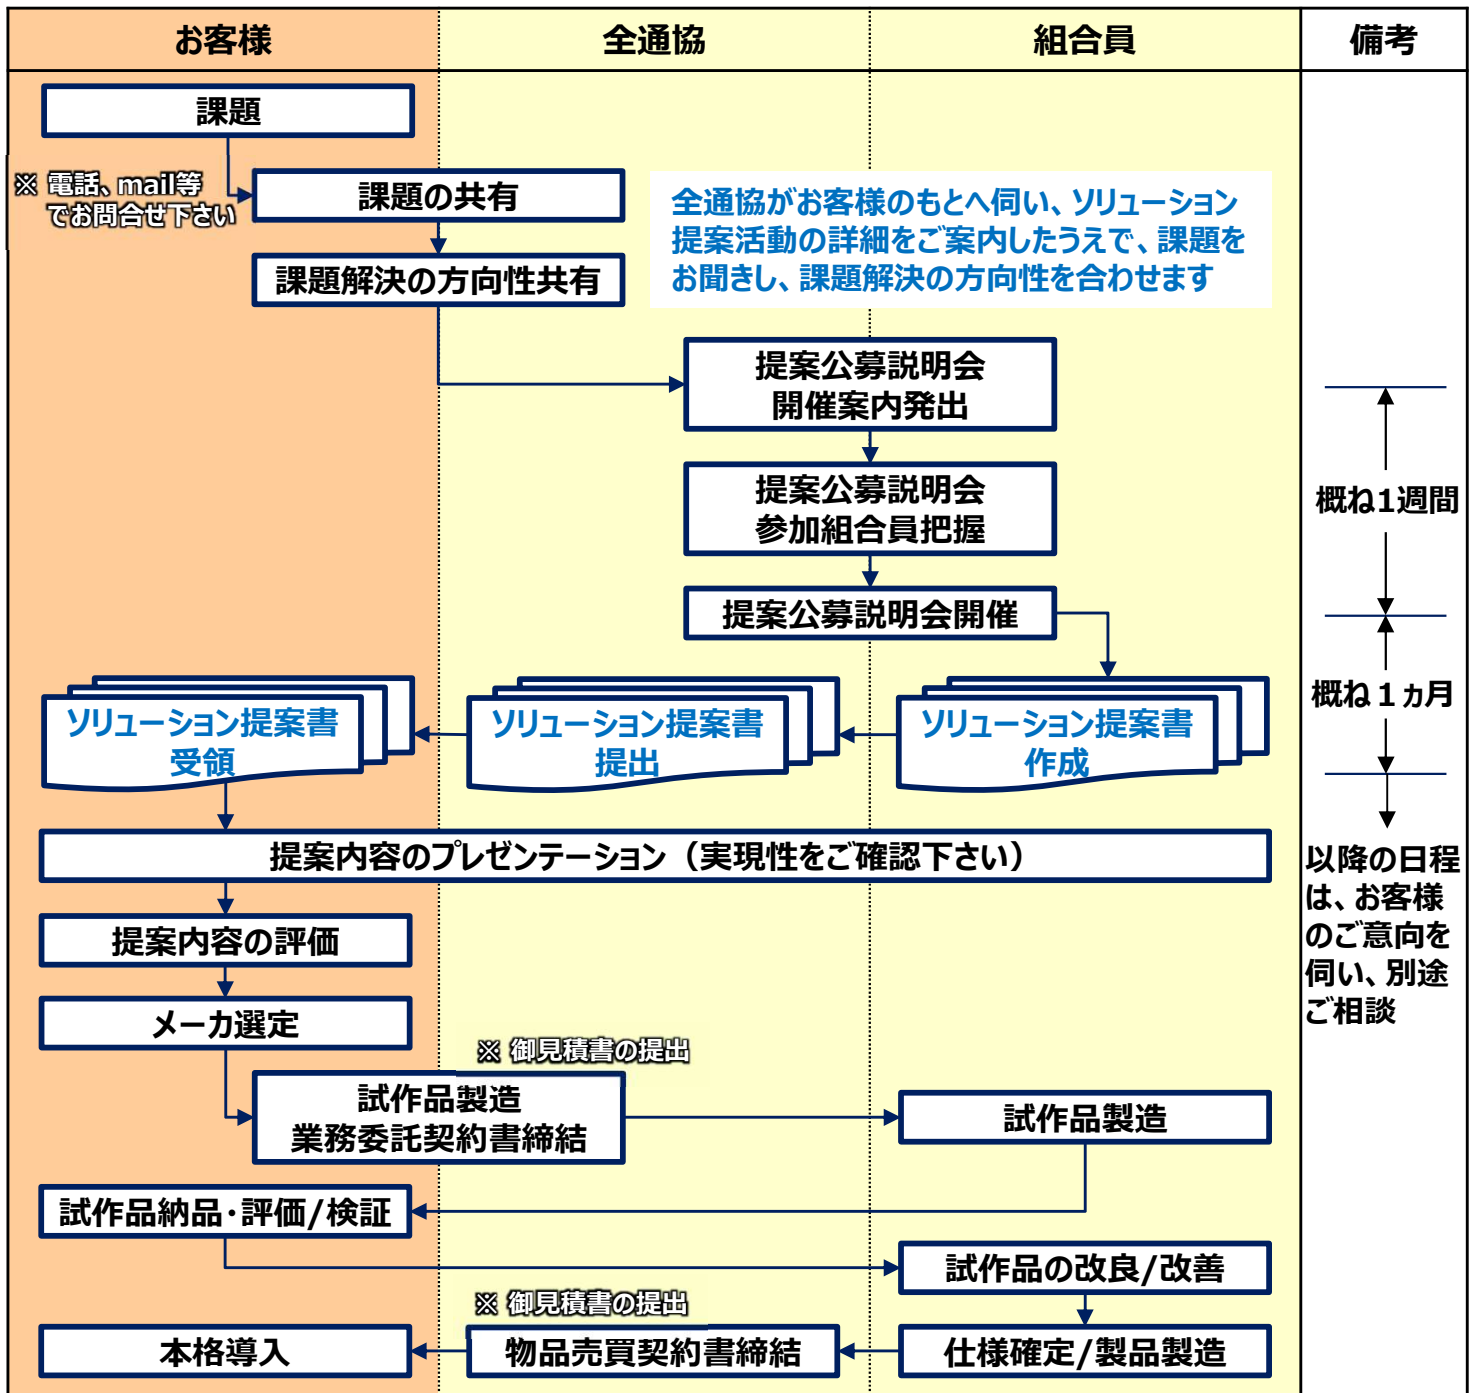 お客様
全通協
組合員
備考
課題
※ 電話、mail等
でお問合せ下さい
課題の共有
課題解決の方向性共有
全通協がお客様のもとへ伺い、ソリューション
提案活動の詳細をご案内したうえで、課題を
お聞きし、課題解決の方向性を合わせます
提案公募説明会
開催案内発出
提案公募説明会
参加組合員把握
概ね1週間
提案公募説明会開催
概ね１ヵ月
ソリューション提案書
受領
ソリューション提案書
提出
ソリューション提案書
作成
提案内容のプレゼンテーション（実現性をご確認下さい）
以降の日程
は、お客様
のご意向を
伺い、別途
ご相談
提案内容の評価
メーカ選定
※ 御見積書の提出
試作品製造
業務委託契約書締結
試作品製造
試作品納品・評価/検証
試作品の改良/改善
※ 御見積書の提出
本格導入
物品売買契約書締結
仕様確定/製品製造